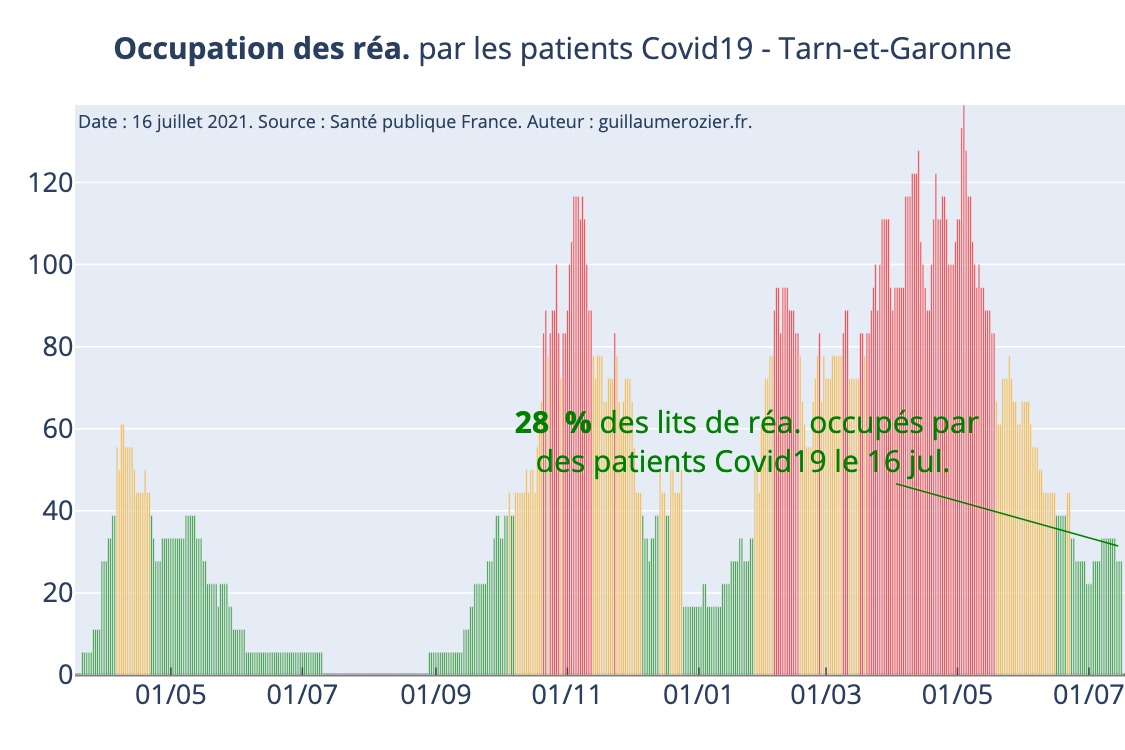 Occupation des réa. par les patients Covid19 - Tarn-et-Garonne
Date : 16 juillet 2021. Source : Santé publique France. Auteur : guillaumerozier.fr.
120
100
80
60
40
20
0
28 % des lits de réa. occupés par
des patients Covid19 le 16 jul.
01/05 01/07 01/09 01/11 01/01 01/03 01/05 01/07